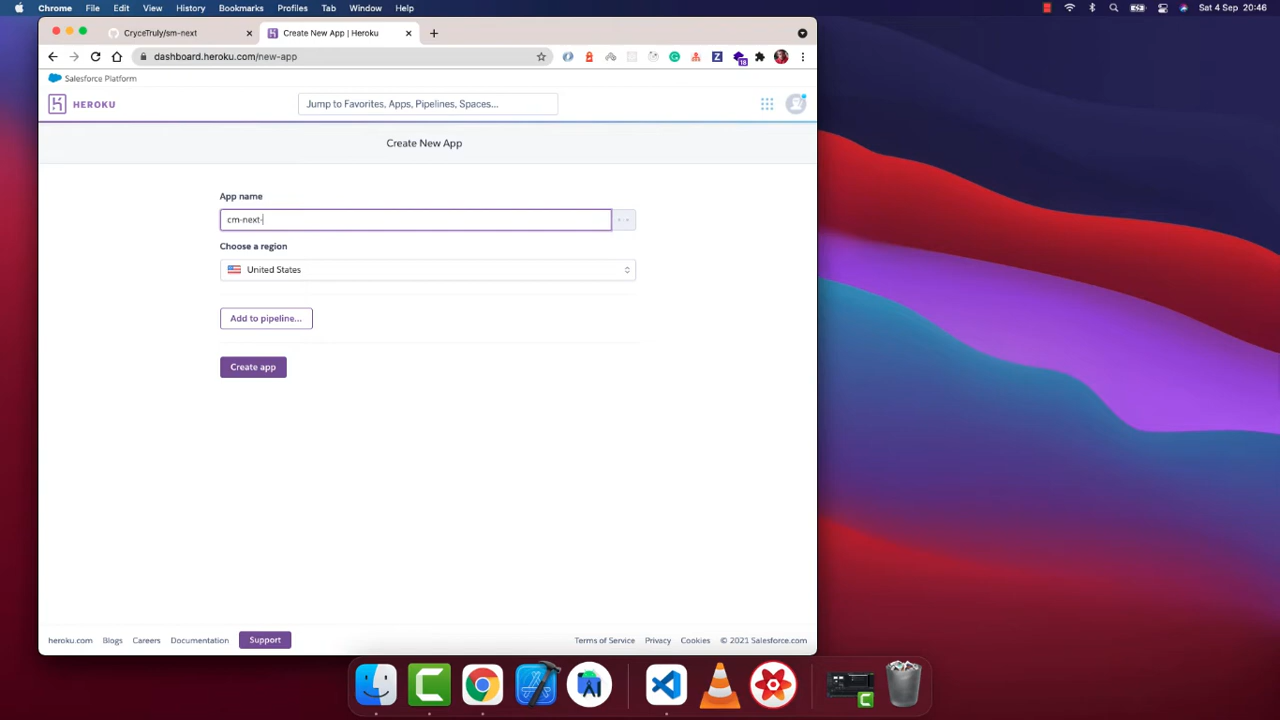 Chrome File Edit View History Bookmarks Profiles Tab Window Help Sat 4 Sep 20:46
CryceTruly/sm-next Create New App | Heroku
dashboard.heroku.com/new-app
18
Salesforce Platform
HEROKU
Jump to Favorites, Apps, Pipelines, Spaces...
Create New App
App name
cm-next-
Choose a region
United States
Add to pipeline...
Create app
heroku.com Blogs Careers Documentation Support Terms of Service Privacy Cookies © 2021 Salesforce.com